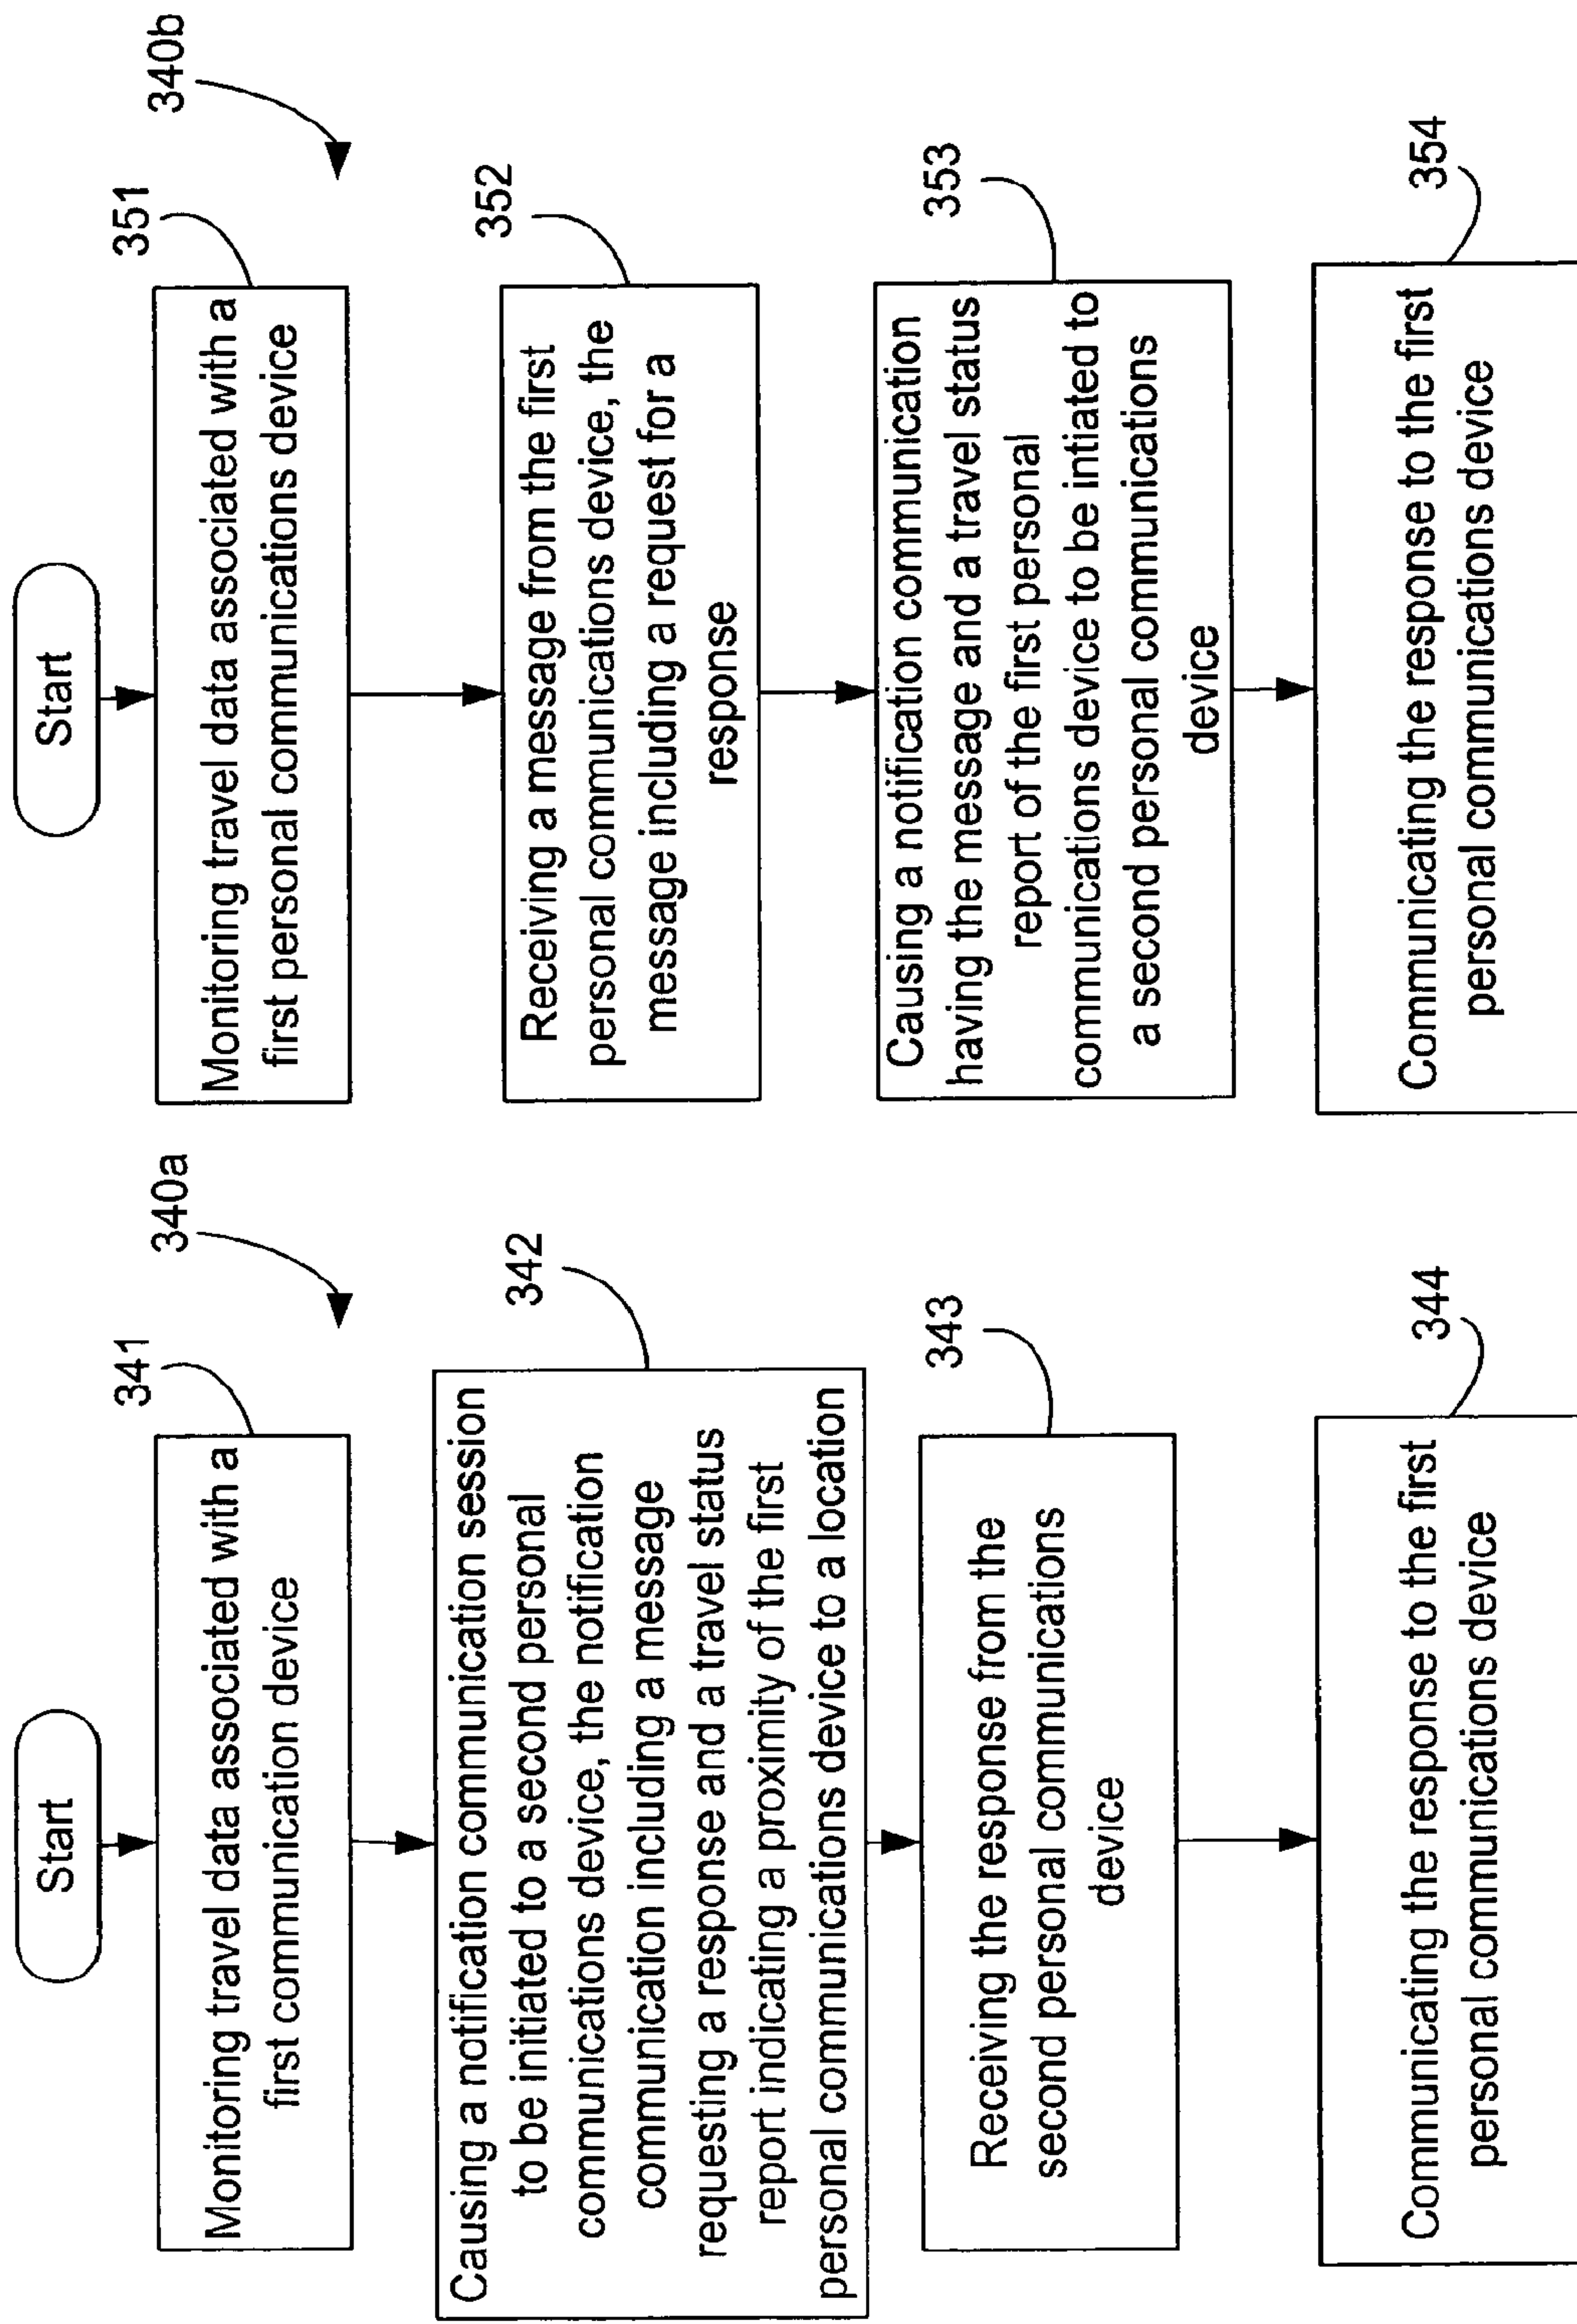 340a
Start
341
Monitoring travel data associated with a
first communication device
342
Causing a notification communication session
to be initiated to a second personal
communications device, the notification
communication including a message
requesting a response and a travel status
report indicating a proximity of the first
personal communications device to a location
343
Receiving the response from the
second personal communications
device
344
Communicating the response to the first
personal communications device
340b
Start
351
Monitoring travel data associated with a
first personal communications device
352
Receiving a message from the first
personal communications device, the
message including a request for a
response
353
Causing a notification communication
having the message and a travel status
report of the first personal
communications device to be intiated to
a second personal communications
device
354
Communicating the response to the first
personal communications device